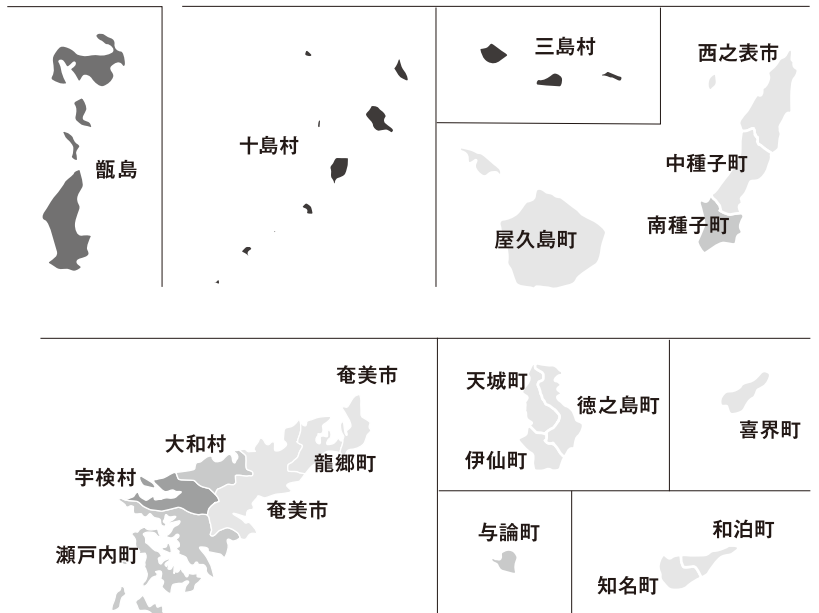 三島村
西之表市
十島村
甑島
中種子町
南種子町
屋久島町
奄美市
天城町
徳之島町
喜界町
大和村
龍郷町
伊仙町
宇検村
奄美市
与論町
和泊町
瀬戸内町
知名町